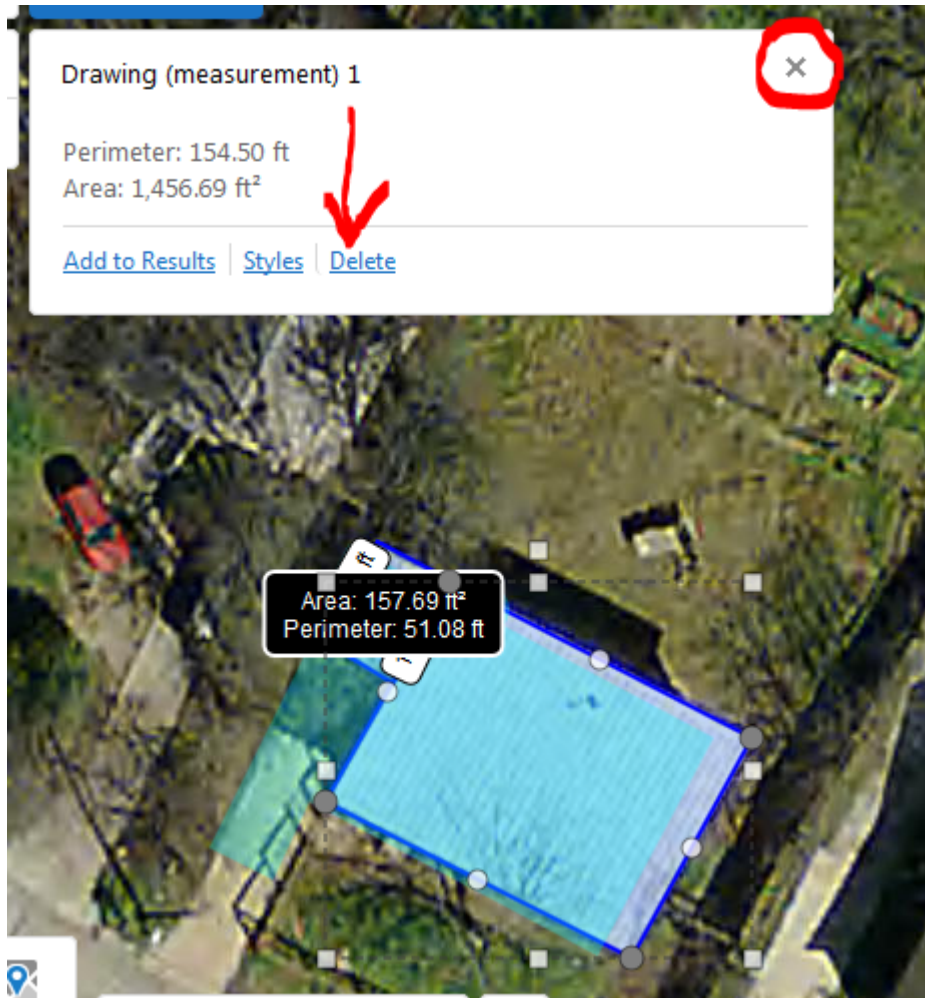 Drawing (measurement) 1
Perimeter: 154.50 ft
Area: 1,456.69 ft²
Add to Results Styles Delete
ft
Area: 157.69 ft²
Perimeter: 51.08 ft